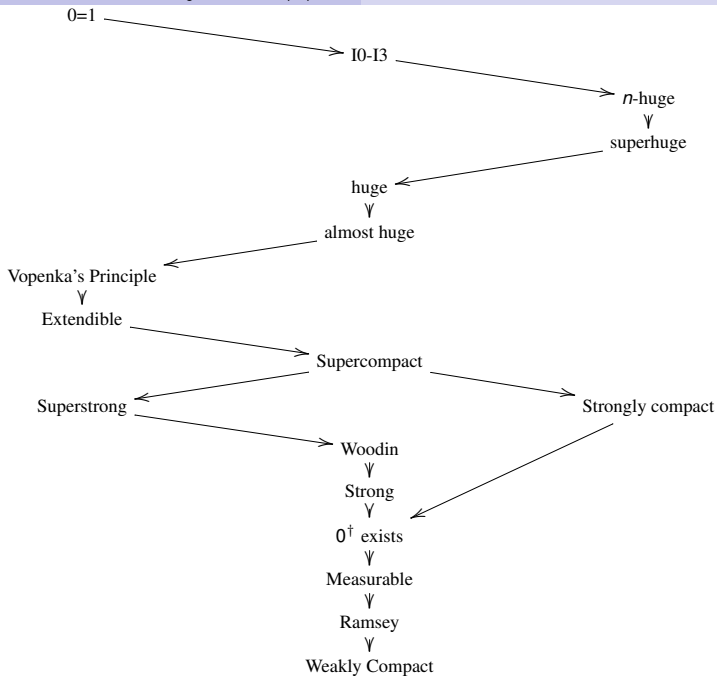 0=1
I0-I3
n-huge
superhuge
huge
almost huge
Vopenka's Principle
Extendible
Supercompact
Superstrong
Strongly compact
Woodin
Strong
0† exists
Measurable
Ramsey
Weakly Compact